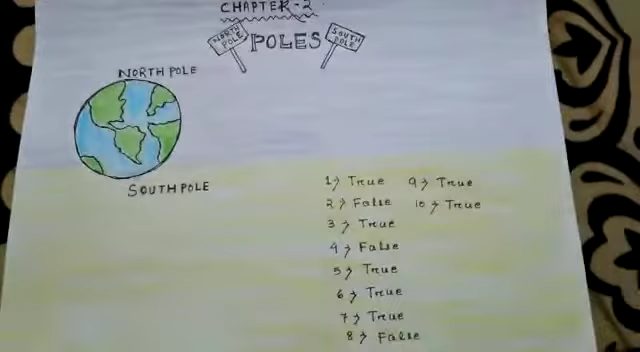 CHAPTER-2
NORTH POLE
POLES
SOUTH POLE
NORTH POLE
SOUTH POLE
1) True 9) True
2) False 10) True
3) True
4) False
5) True
6) True
7) True
8) False